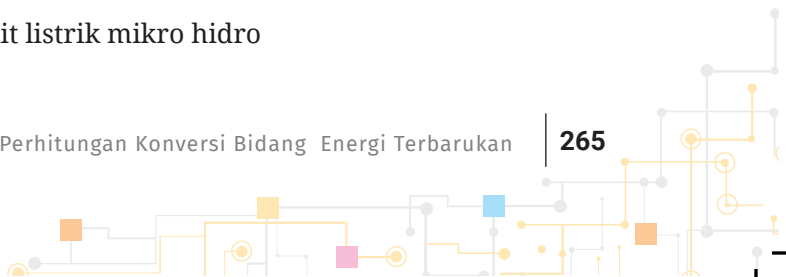 it listrik mikro hidro
Perhitungan Konversi Bidang Energi Terbarukan 265